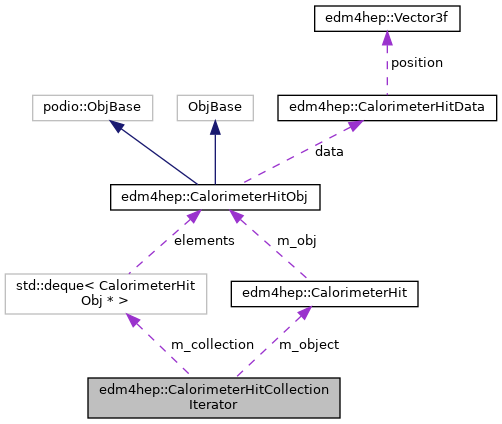 edm4hep::Vector3f
position
podio::ObjBase
ObjBase
edm4hep::CalorimeterHitData
data
edm4hep::CalorimeterHitObj
elements
m_obj
std::deque< CalorimeterHit
Obj * >
edm4hep::CalorimeterHit
m_collection
m_object
edm4hep::CalorimeterHitCollection
Iterator